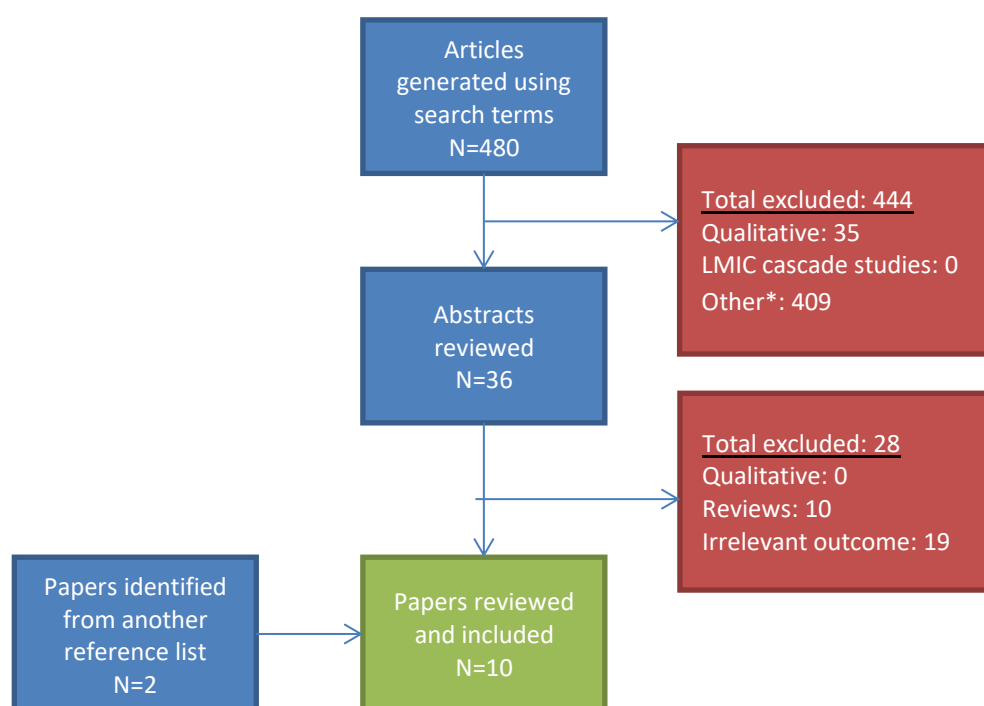 Articles
generated using
search terms
N=480
Total excluded: 444
Qualitative: 35
LMIC cascade studies: 0
Other*: 409
Abstracts
reviewed
N=36
Total excluded: 28
Qualitative: 0
Reviews: 10
Irrelevant outcome: 19
Papers identified
from another
reference list
N=2
Papers reviewed
and included
N=10